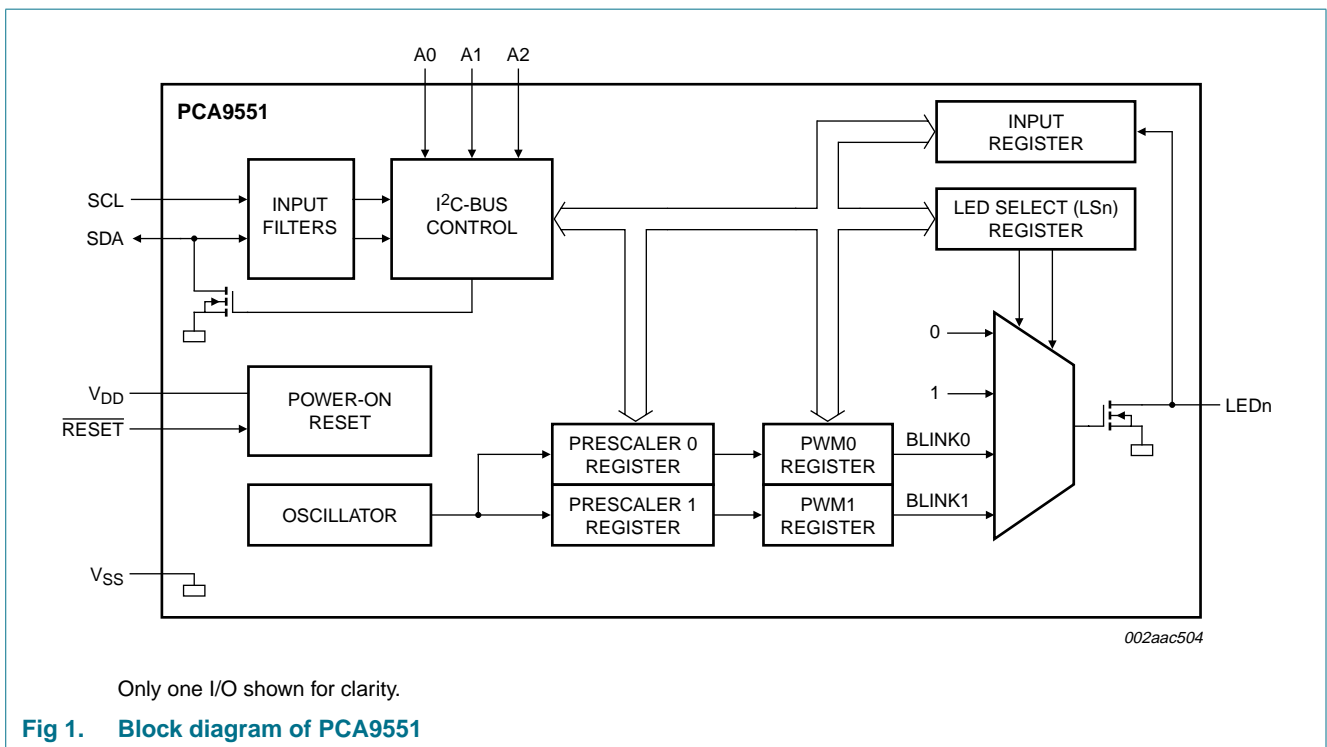 A0 A1 A2
PCA9551
INPUT
REGISTER
SCL
SDA
INPUT
FILTERS
I²C-BUS
CONTROL
LED SELECT (LSn)
REGISTER
0
1
VDD
RESET
POWER-ON
RESET
LEDn
PRESCALER 0
REGISTER
PWM0
REGISTER
BLINK0
OSCILLATOR
PRESCALER 1
REGISTER
PWM1
REGISTER
BLINK1
VSS
002aac504
Only one I/O shown for clarity.
Fig 1. Block diagram of PCA9551